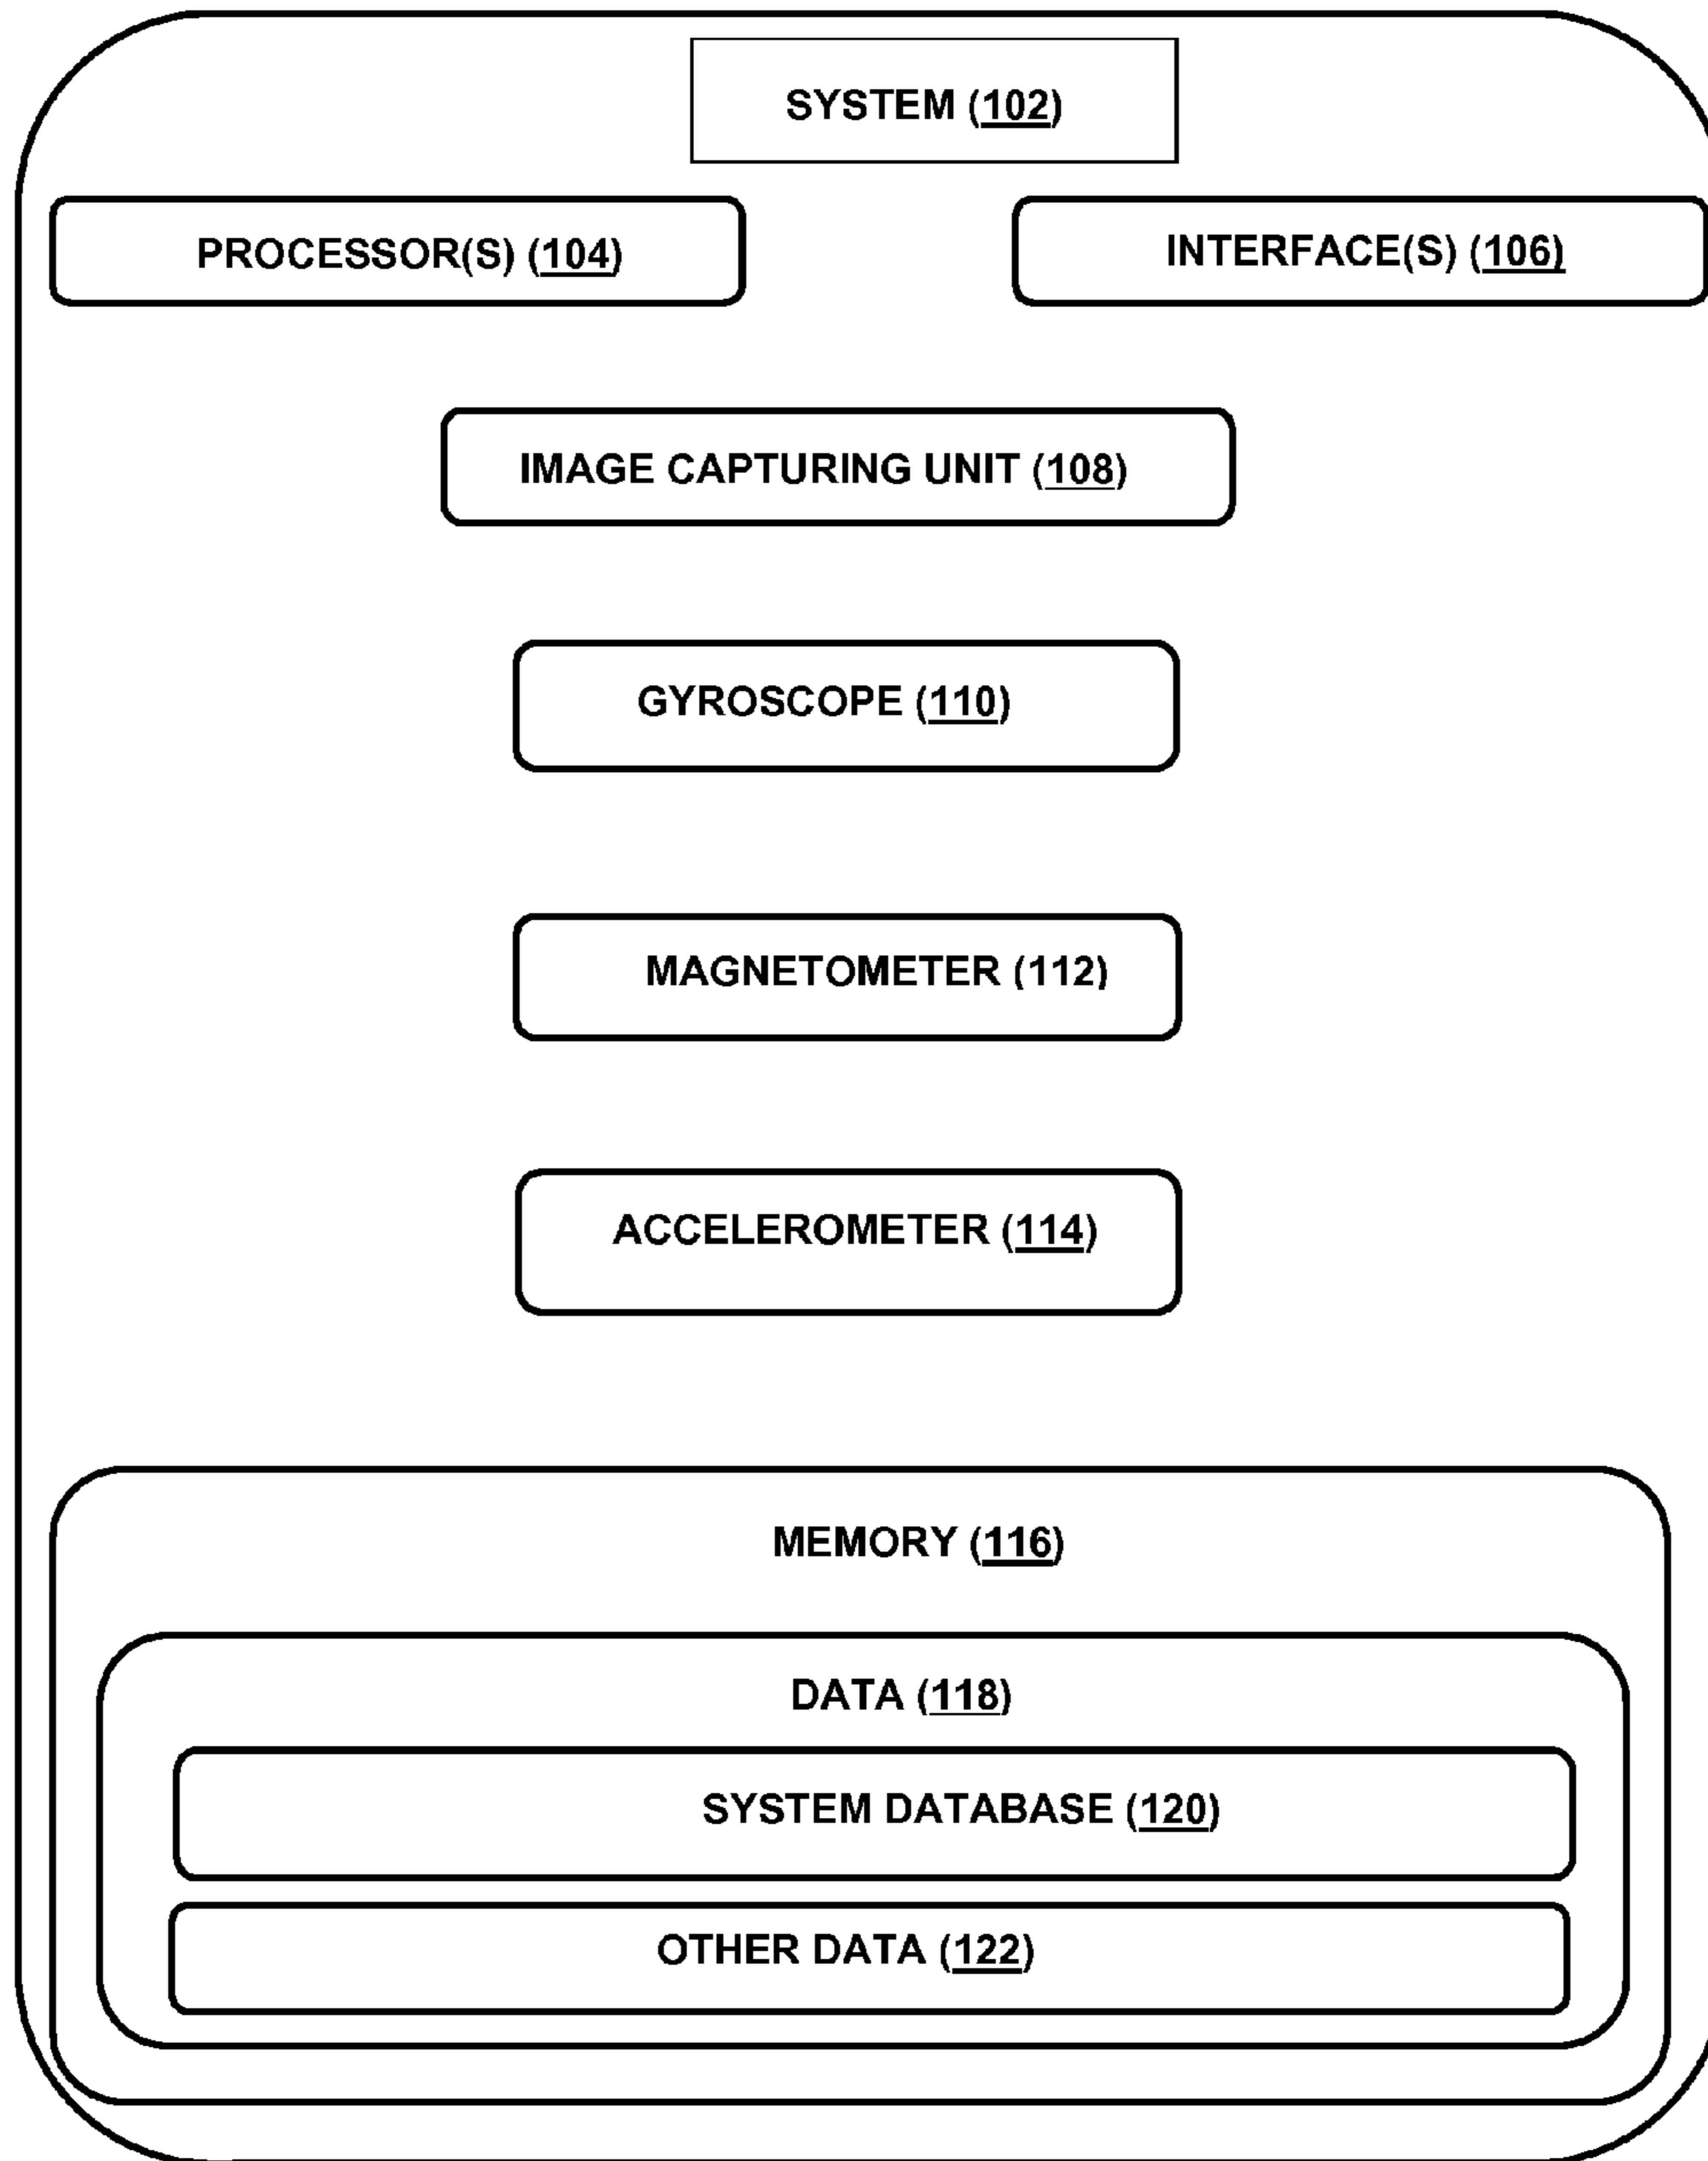 SYSTEM (102)
PROCESSOR(S) (104)
INTERFACE(S) (106)
IMAGE CAPTURING UNIT (108)
GYROSCOPE (110)
MAGNETOMETER (112)
ACCELEROMETER (114)
MEMORY (116)
DATA (118)
SYSTEM DATABASE (120)
OTHER DATA (122)